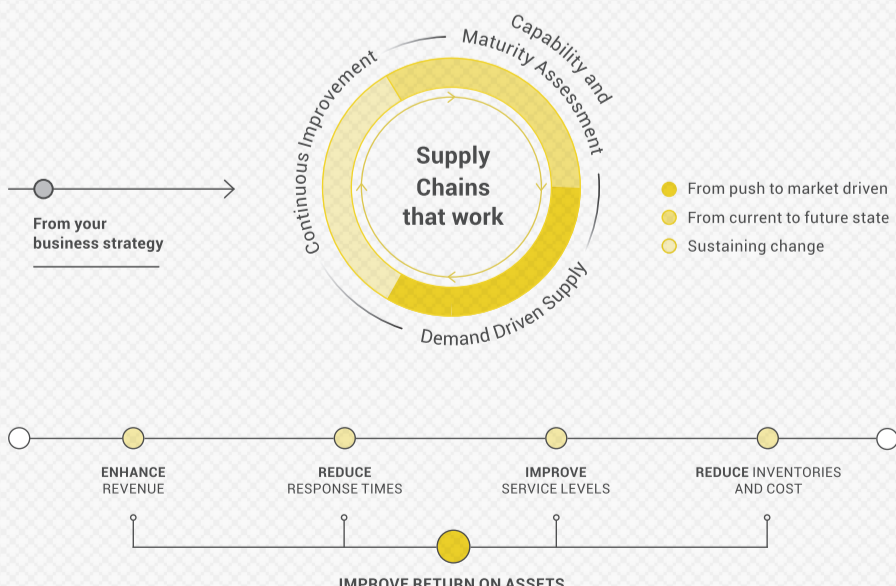 Capability and
Maturity Assessment
Continuous Improvement
Supply
Chains
that work
Demand Driven Supply
From your
business strategy
From push to market driven
From current to future state
Sustaining change
ENHANCE
REVENUE
REDUCE
RESPONSE TIMES
IMPROVE
SERVICE LEVELS
REDUCE INVENTORIES
AND COST
IMPROVE RETURN ON ASSETS